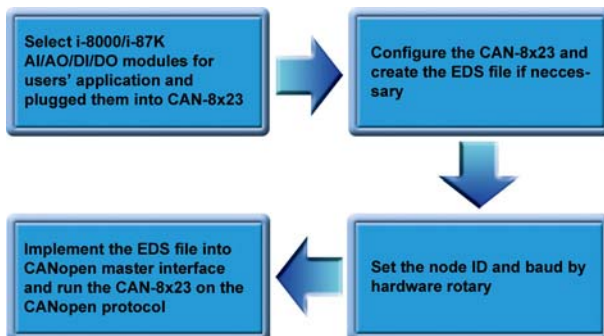 Select i-8000/i-87K
AI/AO/DI/DO modules for
users' application and
plugged them into CAN-8x23
Configure the CAN-8x23 and
create the EDS file if necces-
sary
Set the node ID and baud by
hardware rotary
Implement the EDS file into
CANopen master interface
and run the CAN-8x23 on the
CANopen protocol